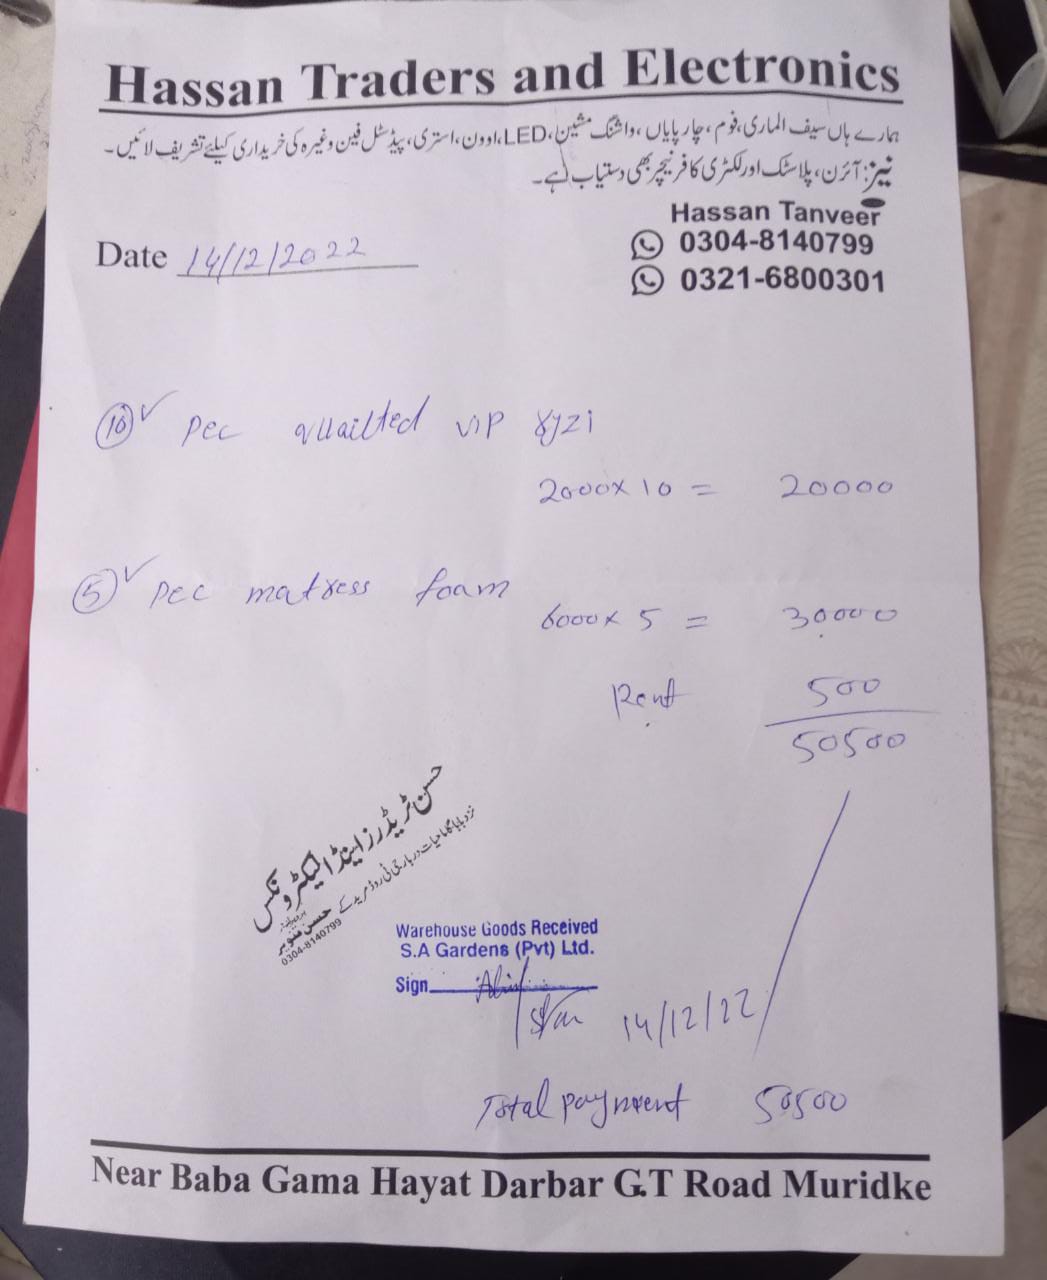 Hassan Traders and Electronics
ہمارے ہاں سیف الماری، فوم، چارپایاں، واشنگ مشین، LED، اوون، استری، پیڈسٹل فین وغیرہ کی خریداری کیلئے تشریف لائیں۔
نیز: آئرن، پلاسٹک اور لکڑی کا فرنیچر بھی دستیاب ہے۔
Hassan Tanveer
0304-8140799
0321-6800301
Date 14/12/2022
10 pec quailted vip
2000x10 = 20000
5 pec matress foam
6000x5 = 30000
Rent 500
50500
حسن ٹریڈرز اینڈ الیکٹرونکس
نزد بابا گاما حیات دربار جی ٹی روڈ مریدکے
حسن تنویر
0304-8140799
Warehouse Goods Received
S.A Gardens (Pvt) Ltd.
Sign
14/12/22
Total payment 50500
Near Baba Gama Hayat Darbar G.T Road Muridke